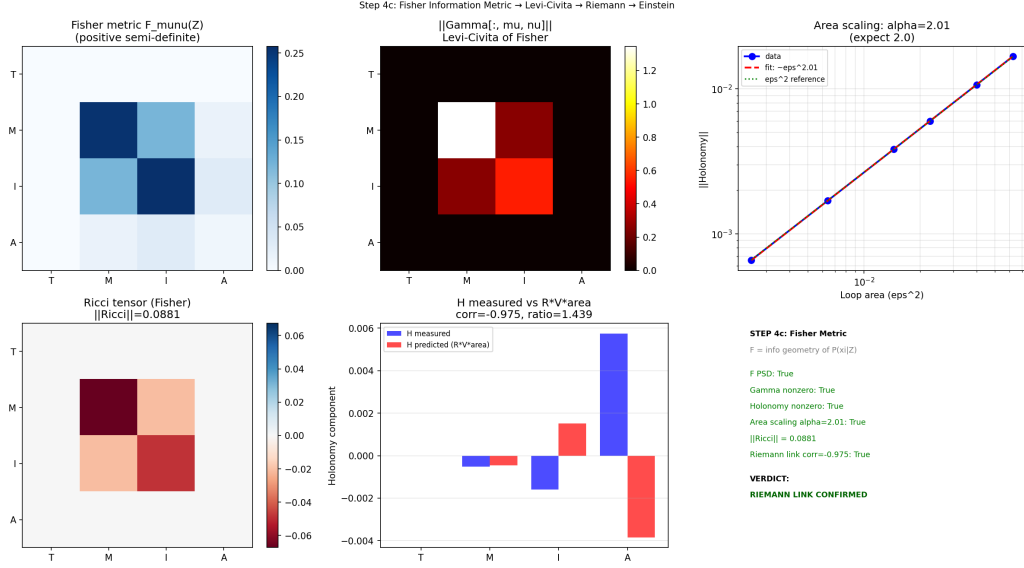 Step 4c: Fisher Information Metric → Levi-Civita → Riemann → Einstein
Fisher metric F_munu(Z)
(positive semi-definite)
T
M
I
A
T M I A
0.25
0.20
0.15
0.10
0.05
0.00
||Gamma[:, mu, nu]||
Levi-Civita of Fisher
T
M
I
A
T M I A
1.2
1.0
0.8
0.6
0.4
0.2
0.0
Area scaling: alpha=2.01
(expect 2.0)
data
fit: ~eps^2.01
eps^2 reference
||Holonomy||
10⁻²
10⁻³
10⁻²
Loop area (eps^2)
Ricci tensor (Fisher)
||Ricci||=0.0881
T
M
I
A
T M I A
0.06
0.04
0.02
0.00
−0.02
−0.04
−0.06
H measured vs R*V*area
corr=-0.975, ratio=1.439
H measured
H predicted (R*V*area)
Holonomy component
0.006
0.004
0.002
0.000
−0.002
−0.004
T M I A
STEP 4c: Fisher Metric
F = info geometry of P(xi|Z)
F PSD: True
Gamma nonzero: True
Holonomy nonzero: True
Area scaling alpha=2.01: True
||Ricci|| = 0.0881
Riemann link corr=-0.975: True
VERDICT:
RIEMANN LINK CONFIRMED